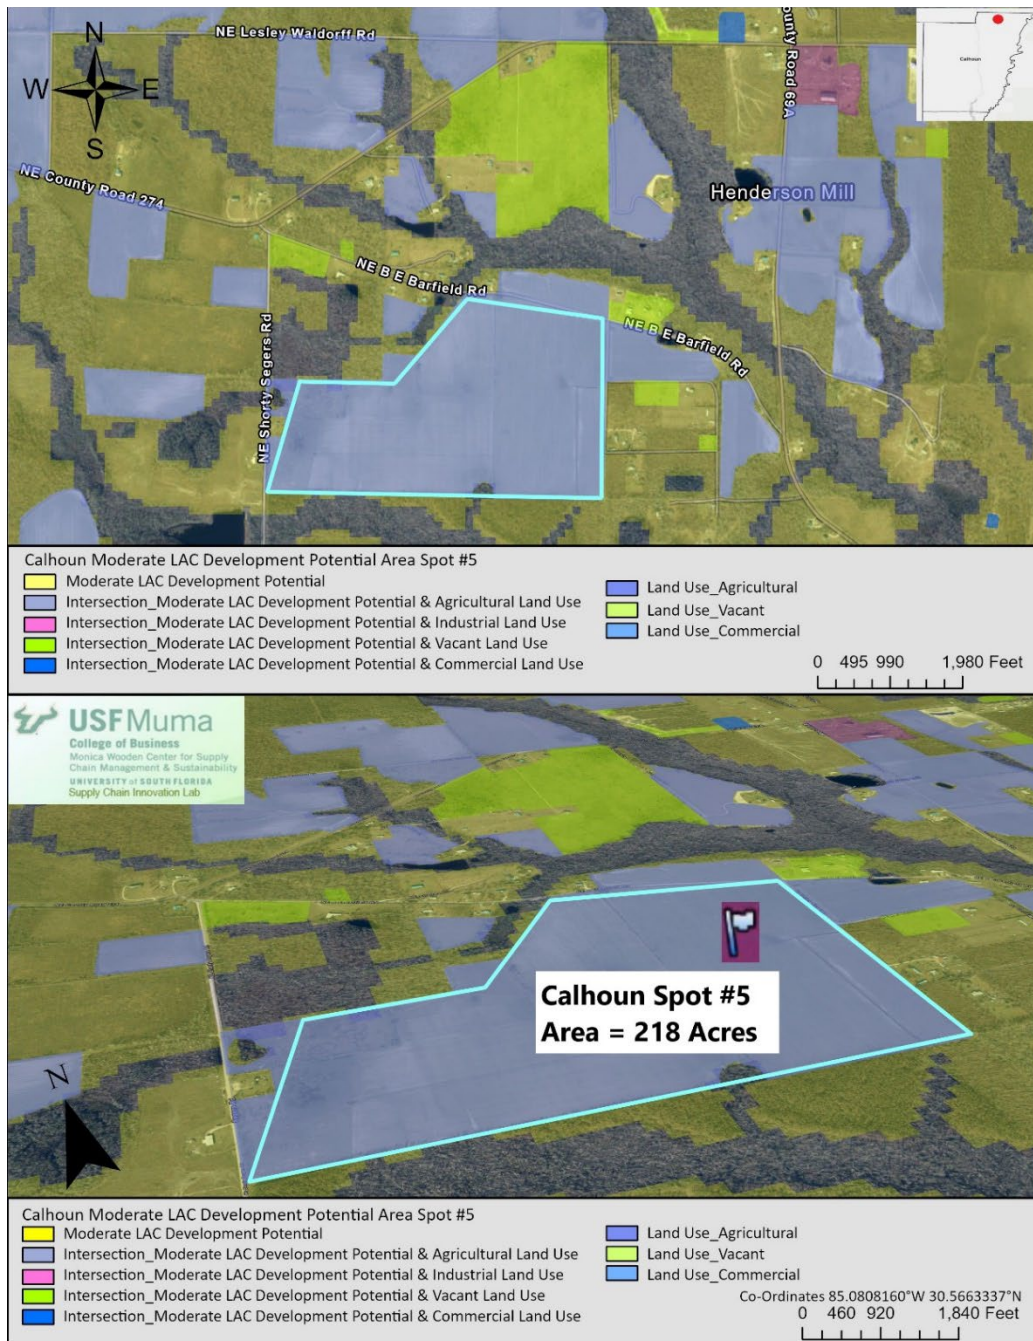 N
W E
S
NE Lesley Waldorff Rd
ounty Road 69A
Calhoun
NE County Road 274
Henderson Mill
NE B E Barfield Rd
NE B E Barfield Rd
NE Shorty Segers Rd
Calhoun Moderate LAC Development Potential Area Spot #5
Moderate LAC Development Potential
Intersection_Moderate LAC Development Potential & Agricultural Land Use
Intersection_Moderate LAC Development Potential & Industrial Land Use
Intersection_Moderate LAC Development Potential & Vacant Land Use
Intersection_Moderate LAC Development Potential & Commercial Land Use
Land Use_Agricultural
Land Use_Vacant
Land Use_Commercial
0 495 990 1,980 Feet
USFMuma
College of Business
Monica Wooden Center for Supply
Chain Management & Sustainability
UNIVERSITY of SOUTH FLORIDA
Supply Chain Innovation Lab
Calhoun Spot #5
Area = 218 Acres
N
Calhoun Moderate LAC Development Potential Area Spot #5
Moderate LAC Development Potential
Intersection_Moderate LAC Development Potential & Agricultural Land Use
Intersection_Moderate LAC Development Potential & Industrial Land Use
Intersection_Moderate LAC Development Potential & Vacant Land Use
Intersection_Moderate LAC Development Potential & Commercial Land Use
Land Use_Agricultural
Land Use_Vacant
Land Use_Commercial
Co-Ordinates 85.0808160°W 30.5663337°N
0 460 920 1,840 Feet